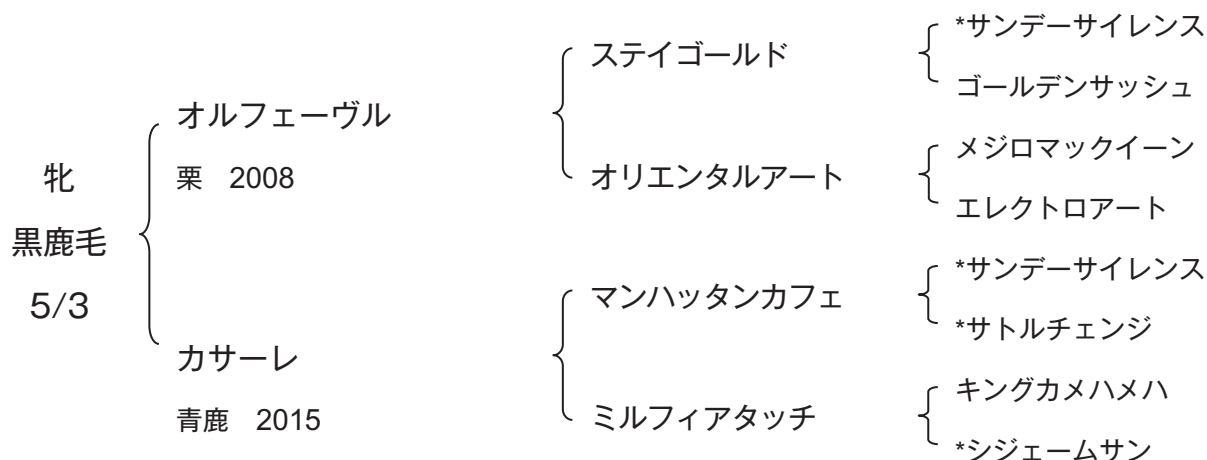 牝
黒鹿毛
5/3
オルフェーヴル
栗 2008
カサーレ
青鹿 2015
ステイゴールド
オリエンタルアート
マンハッタンカフェ
ミルフィアタッチ
*サンデーサイレンス
ゴールデンサッシュ
メジロマックイーン
エレクトロアート
*サンデーサイレンス
*サトルチェンジ
キングカメハメハ
*シジェームサン